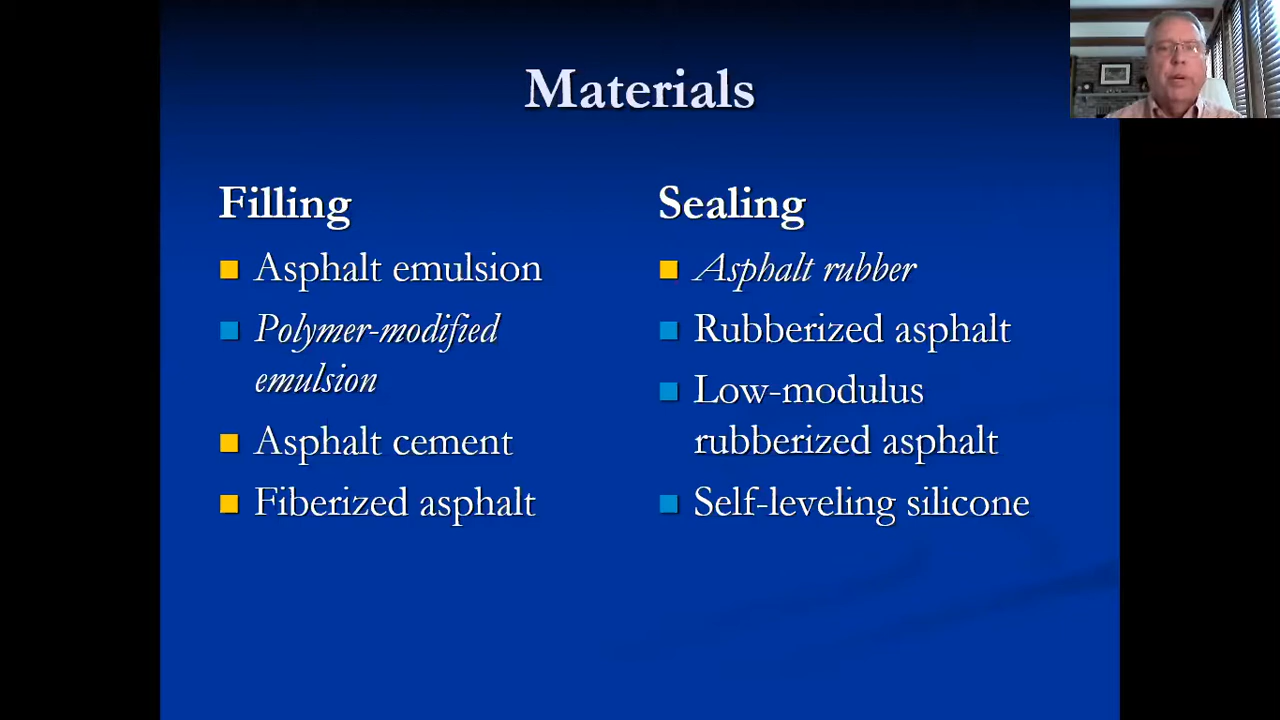 Materials
Filling
Asphalt emulsion
Polymer-modified
emulsion
Asphalt cement
Fiberized asphalt
Sealing
Asphalt rubber
Rubberized asphalt
Low-modulus
rubberized asphalt
Self-leveling silicone